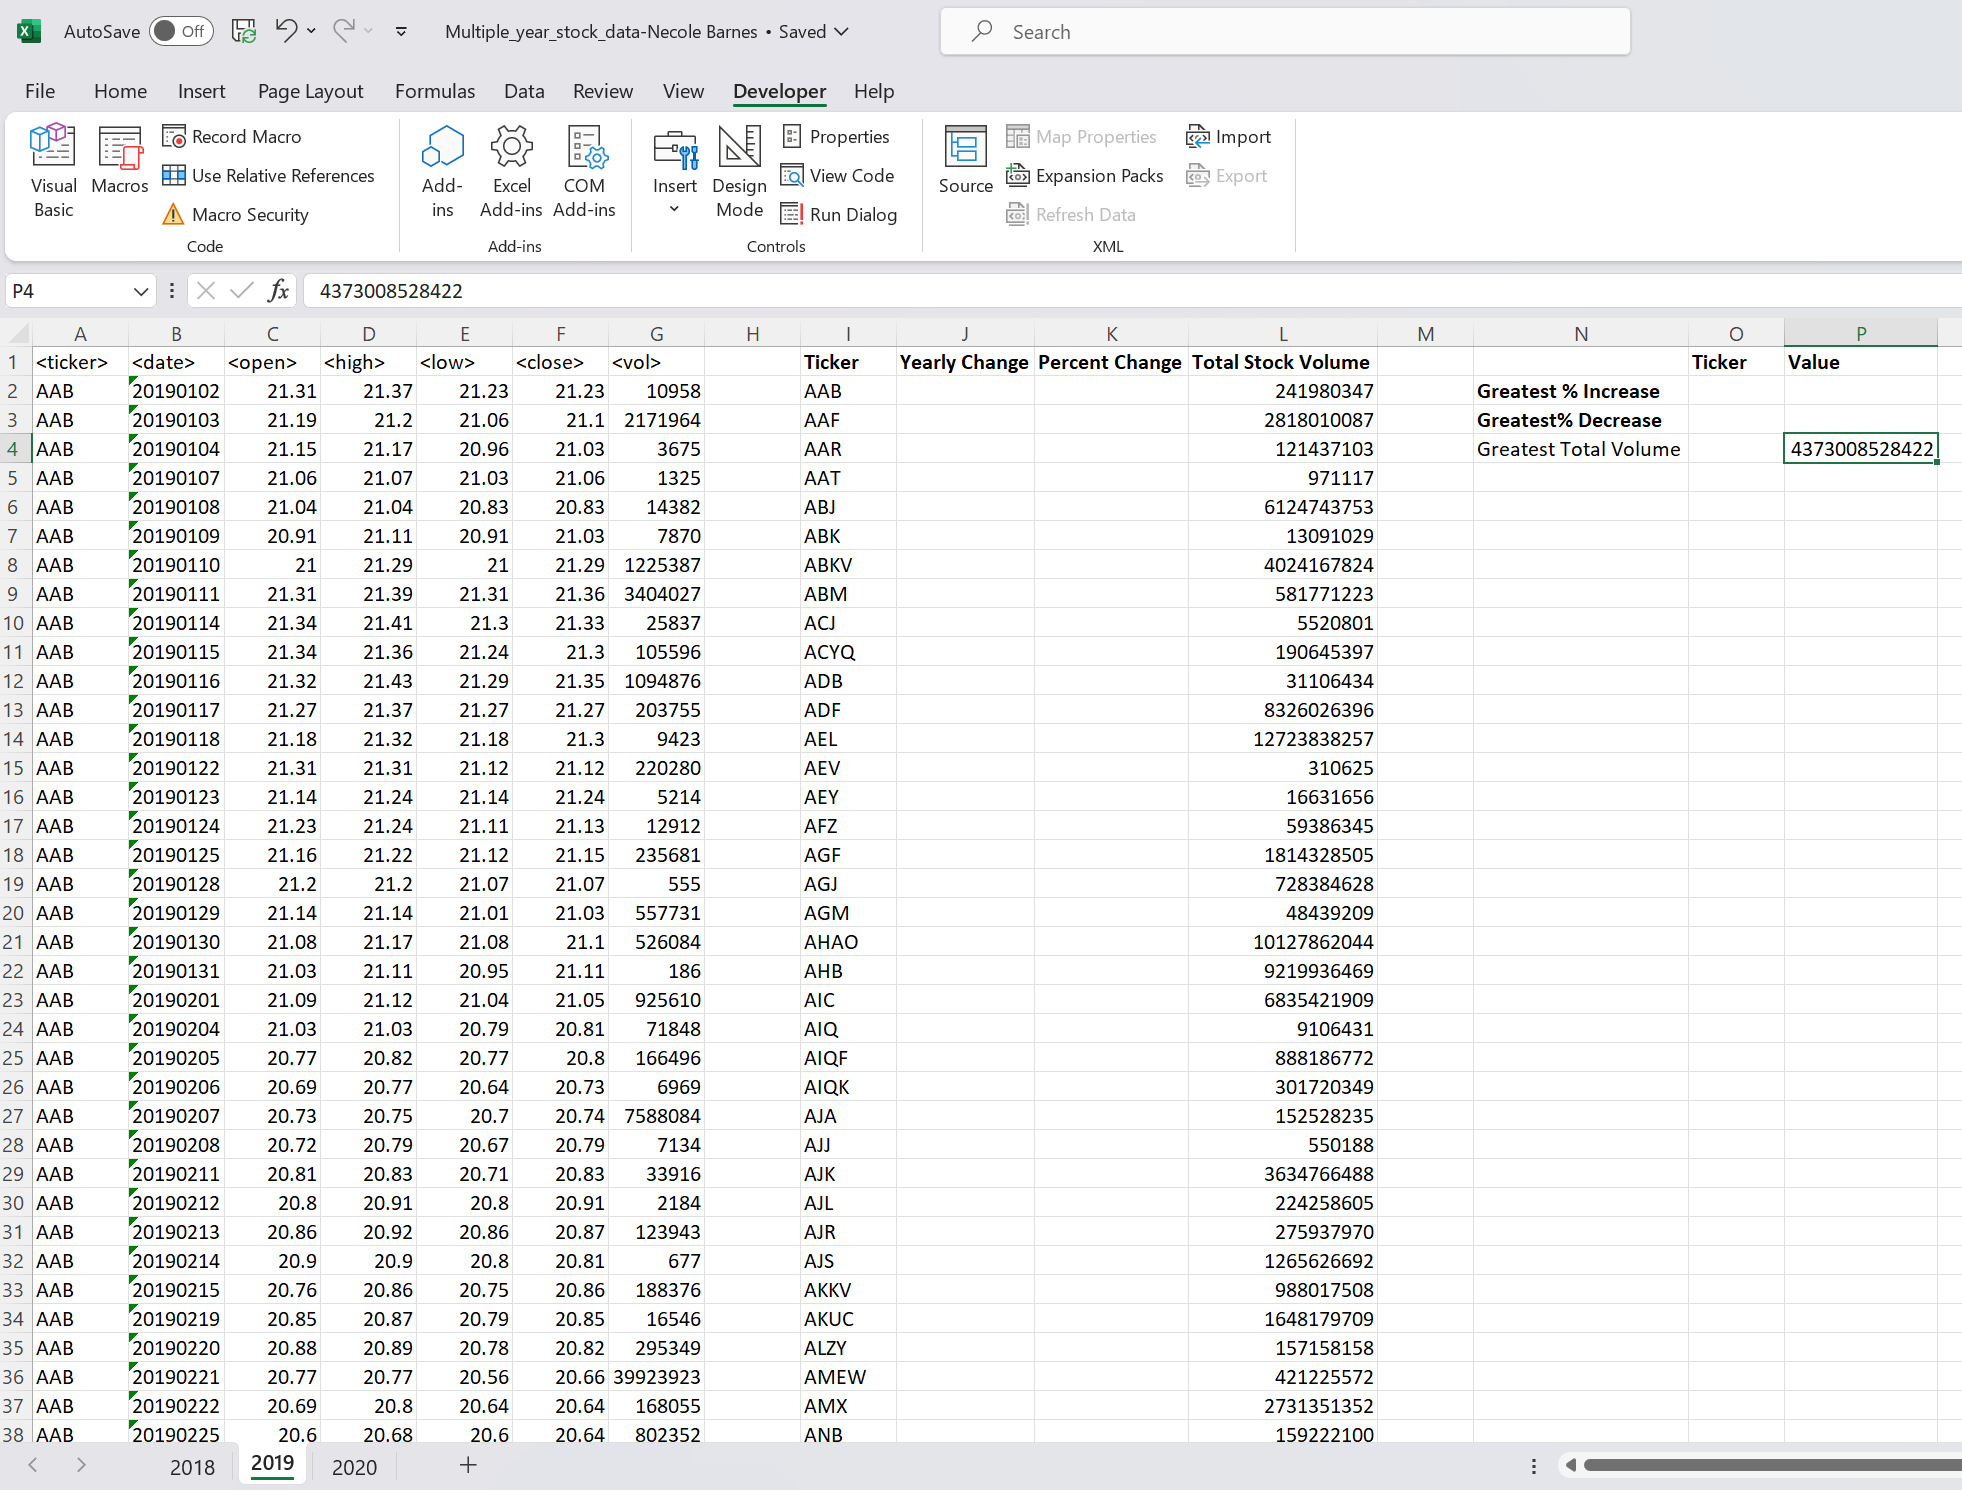 AutoSave Off Multiple_year_stock_data-Necole Barnes • Saved Search
File Home Insert Page Layout Formulas Data Review View Developer Help
Visual Basic Macros Record Macro Use Relative References Macro Security Code
Add-ins Excel Add-ins COM Add-ins Add-ins
Insert Design Mode Properties View Code Run Dialog Controls
Source Map Properties Expansion Packs Refresh Data Import Export XML
P4 fx 4373008528422
A B C D E F G H I J K L M N O P
1 <ticker> <date> <open> <high> <low> <close> <vol> Ticker Yearly Change Percent Change Total Stock Volume Ticker Value
2 AAB 20190102 21.31 21.37 21.23 21.23 10958 AAB 241980347 Greatest % Increase
3 AAB 20190103 21.19 21.2 21.06 21.1 2171964 AAF 2818010087 Greatest% Decrease
4 AAB 20190104 21.15 21.17 20.96 21.03 3675 AAR 121437103 Greatest Total Volume 4373008528422
5 AAB 20190107 21.06 21.07 21.03 21.06 1325 AAT 971117
6 AAB 20190108 21.04 21.04 20.83 20.83 14382 ABJ 6124743753
7 AAB 20190109 20.91 21.11 20.91 21.03 7870 ABK 13091029
8 AAB 20190110 21 21.29 21 21.29 1225387 ABKV 4024167824
9 AAB 20190111 21.31 21.39 21.31 21.36 3404027 ABM 581771223
10 AAB 20190114 21.34 21.41 21.3 21.33 25837 ACJ 5520801
11 AAB 20190115 21.34 21.36 21.24 21.3 105596 ACYQ 190645397
12 AAB 20190116 21.32 21.43 21.29 21.35 1094876 ADB 31106434
13 AAB 20190117 21.27 21.37 21.27 21.27 203755 ADF 8326026396
14 AAB 20190118 21.18 21.32 21.18 21.3 9423 AEL 12723838257
15 AAB 20190122 21.31 21.31 21.12 21.12 220280 AEV 310625
16 AAB 20190123 21.14 21.24 21.14 21.24 5214 AEY 16631656
17 AAB 20190124 21.23 21.24 21.11 21.13 12912 AFZ 59386345
18 AAB 20190125 21.16 21.22 21.12 21.15 235681 AGF 1814328505
19 AAB 20190128 21.2 21.2 21.07 21.07 555 AGJ 728384628
20 AAB 20190129 21.14 21.14 21.01 21.03 557731 AGM 48439209
21 AAB 20190130 21.08 21.17 21.08 21.1 526084 AHAO 10127862044
22 AAB 20190131 21.03 21.11 20.95 21.11 186 AHB 9219936469
23 AAB 20190201 21.09 21.12 21.04 21.05 925610 AIC 6835421909
24 AAB 20190204 21.03 21.03 20.79 20.81 71848 AIQ 9106431
25 AAB 20190205 20.77 20.82 20.77 20.8 166496 AIQF 888186772
26 AAB 20190206 20.69 20.77 20.64 20.73 6969 AIQK 301720349
27 AAB 20190207 20.73 20.75 20.7 20.74 7588084 AJA 152528235
28 AAB 20190208 20.72 20.79 20.67 20.79 7134 AJJ 550188
29 AAB 20190211 20.81 20.83 20.71 20.83 33916 AJK 3634766488
30 AAB 20190212 20.8 20.91 20.8 20.91 2184 AJL 224258605
31 AAB 20190213 20.86 20.92 20.86 20.87 123943 AJR 275937970
32 AAB 20190214 20.9 20.9 20.8 20.81 677 AJS 1265626692
33 AAB 20190215 20.76 20.86 20.75 20.86 188376 AKKV 988017508
34 AAB 20190219 20.85 20.87 20.79 20.85 16546 AKUC 1648179709
35 AAB 20190220 20.88 20.89 20.78 20.82 295349 ALZY 157158158
36 AAB 20190221 20.77 20.77 20.56 20.66 39923923 AMEW 421225572
37 AAB 20190222 20.69 20.8 20.64 20.64 168055 AMX 2731351352
38 AAB 20190225 20.6 20.68 20.6 20.64 802352 ANB 159222100
2018 2019 2020